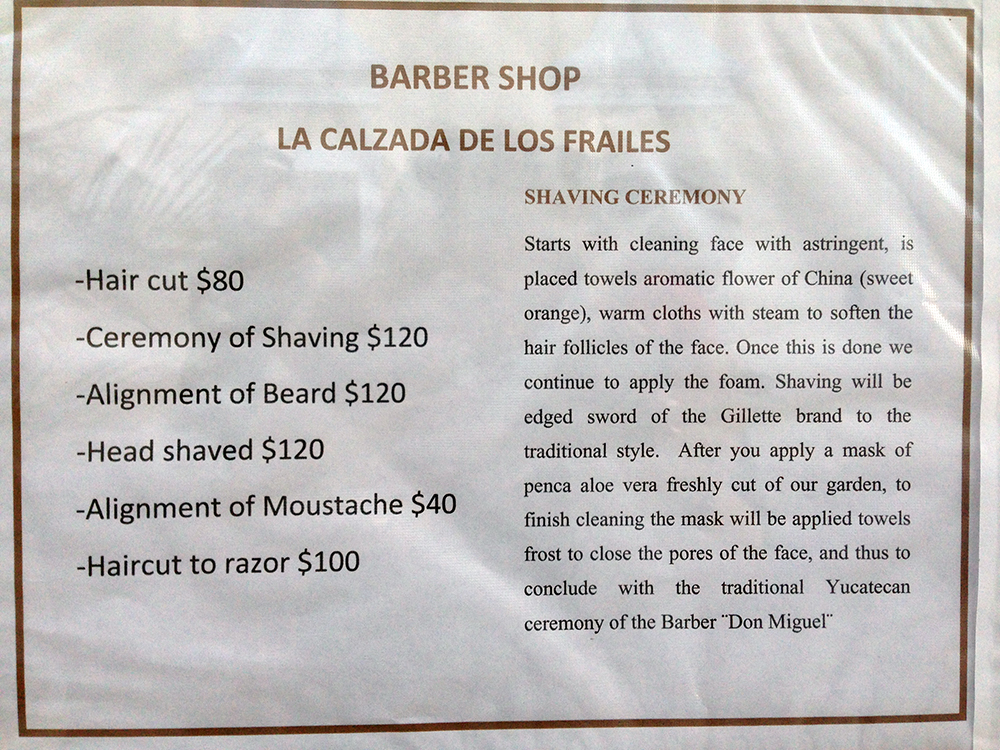 BARBER SHOP
LA CALZADA DE LOS FRAILES
-Hair cut $80
-Ceremony of Shaving $120
-Alignment of Beard $120
-Head shaved $120
-Alignment of Moustache $40
-Haircut to razor $100
SHAVING CEREMONY
Starts with cleaning face with astringent, is
placed towels aromatic flower of China (sweet
orange), warm cloths with steam to soften the
hair follicles of the face. Once this is done we
continue to apply the foam. Shaving will be
edged sword of the Gillette brand to the
traditional style. After you apply a mask of
penca aloe vera freshly cut of our garden, to
finish cleaning the mask will be applied towels
frost to close the pores of the face, and thus to
conclude with the traditional Yucatecan
ceremony of the Barber ¨Don Miguel¨